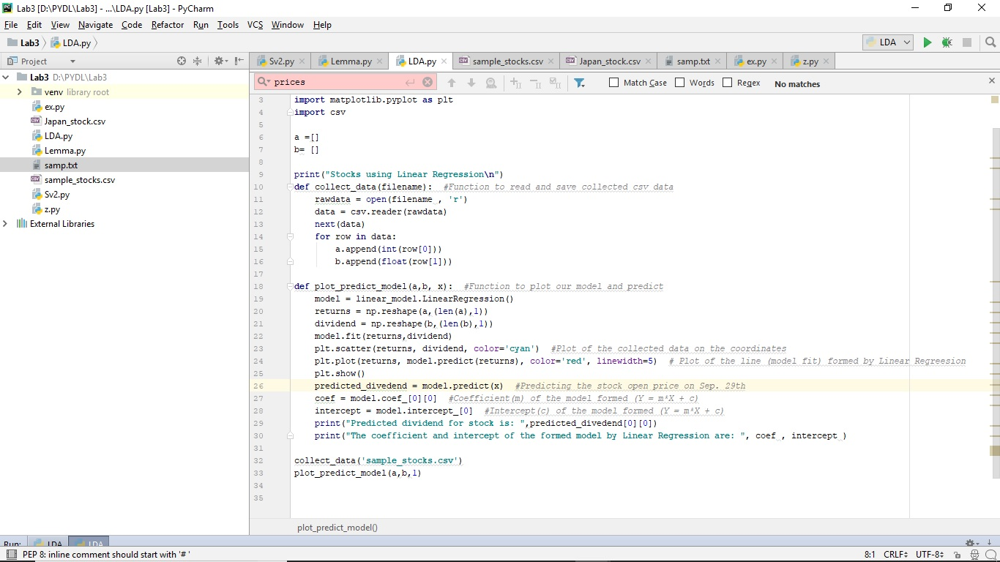 Lab3 [D:\PYDL\Lab3] - ...\LDA.py [Lab3] - PyCharm
File Edit View Navigate Code Refactor Run Tools VCS Window Help
Lab3 LDA.py LDA
Project Sv2.py Lemma.py LDA.py sample_stocks.csv Japan_stock.csv samp.txt ex.py z.py
Lab3 D:\PYDL\Lab3
venv library root
ex.py
Japan_stock.csv
LDA.py
Lemma.py
samp.txt
sample_stocks.csv
Sv2.py
z.py
External Libraries
prices Match Case Words Regex No matches
3 import matplotlib.pyplot as plt
4 import csv
5
6 a =[]
7 b= []
8
9 print("Stocks using Linear Regression\n")
10 def collect_data(filename): #Function to read and save collected csv data
11 rawdata = open(filename , 'r')
12 data = csv.reader(rawdata)
13 next(data)
14 for row in data:
15 a.append(int(row[0]))
16 b.append(float(row[1]))
17
18 def plot_predict_model(a,b, x): #Function to plot our model and predict
19 model = linear_model.LinearRegression()
20 returns = np.reshape(a,(len(a),1))
21 dividend = np.reshape(b,(len(b),1))
22 model.fit(returns,dividend)
23 plt.scatter(returns, dividend, color='cyan') #Plot of the collected data on the coordinates
24 plt.plot(returns, model.predict(returns), color='red', linewidth=5) # Plot of the line (model fit) formed by Linear Regreesion
25 plt.show()
26 predicted_divedend = model.predict(x) #Predicting the stock open price on Sep. 29th
27 coef = model.coef_[0][0] #Coefficient(m) of the model formed (Y = m*X + c)
28 intercept = model.intercept_[0] #Intercept(c) of the model formed (Y = m*X + c)
29 print("Predicted dividend for stock is: ",predicted_divedend[0][0])
30 print("The coefficient and intercept of the formed model by Linear Regression are: ", coef , intercept )
31
32 collect_data('sample_stocks.csv')
33 plot_predict_model(a,b,1)
34
35
plot_predict_model()
Run: LDA LDA
PEP 8: inline comment should start with '# ' 8:1 CRLF UTF-8